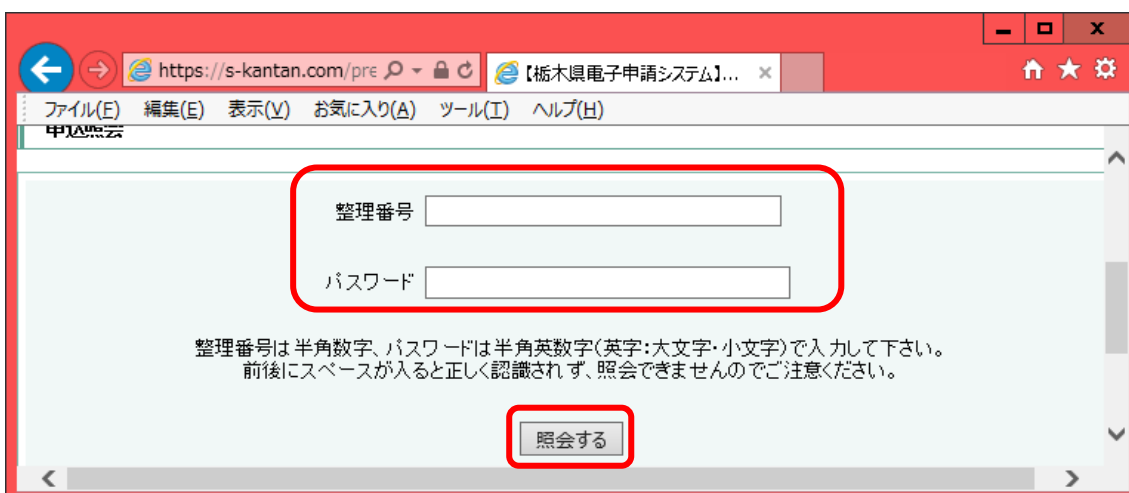 https://s-kantan.com/pre
【栃木県電子申請システム】...
ファイル(F) 編集(E) 表示(V) お気に入り(A) ツール(T) ヘルプ(H)
申込照会
整理番号
パスワード
整理番号は半角数字、パスワードは半角英数字(英字:大文字・小文字)で入力して下さい。
前後にスペースが入ると正しく認識されず、照会できませんのでご注意ください。
照会する